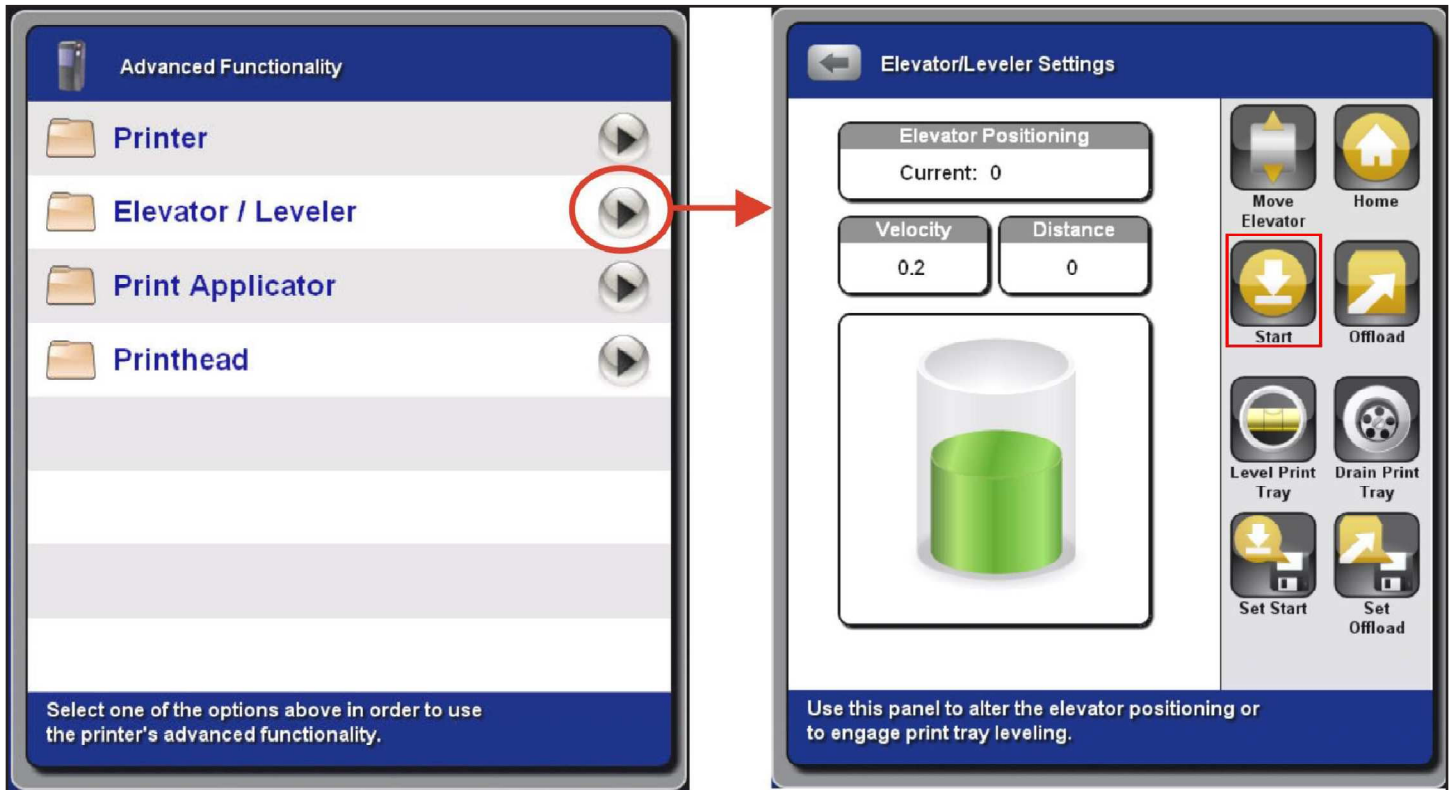 Advanced Functionality
Printer
Elevator / Leveler
Print Applicator
Printhead
Select one of the options above in order to use
the printer's advanced functionality.
Elevator/Leveler Settings
Elevator Positioning
Current: 0
Velocity
0.2
Distance
0
Move
Elevator
Home
Start
Offload
Level Print
Tray
Drain Print
Tray
Set Start
Set
Offload
Use this panel to alter the elevator positioning or
to engage print tray leveling.